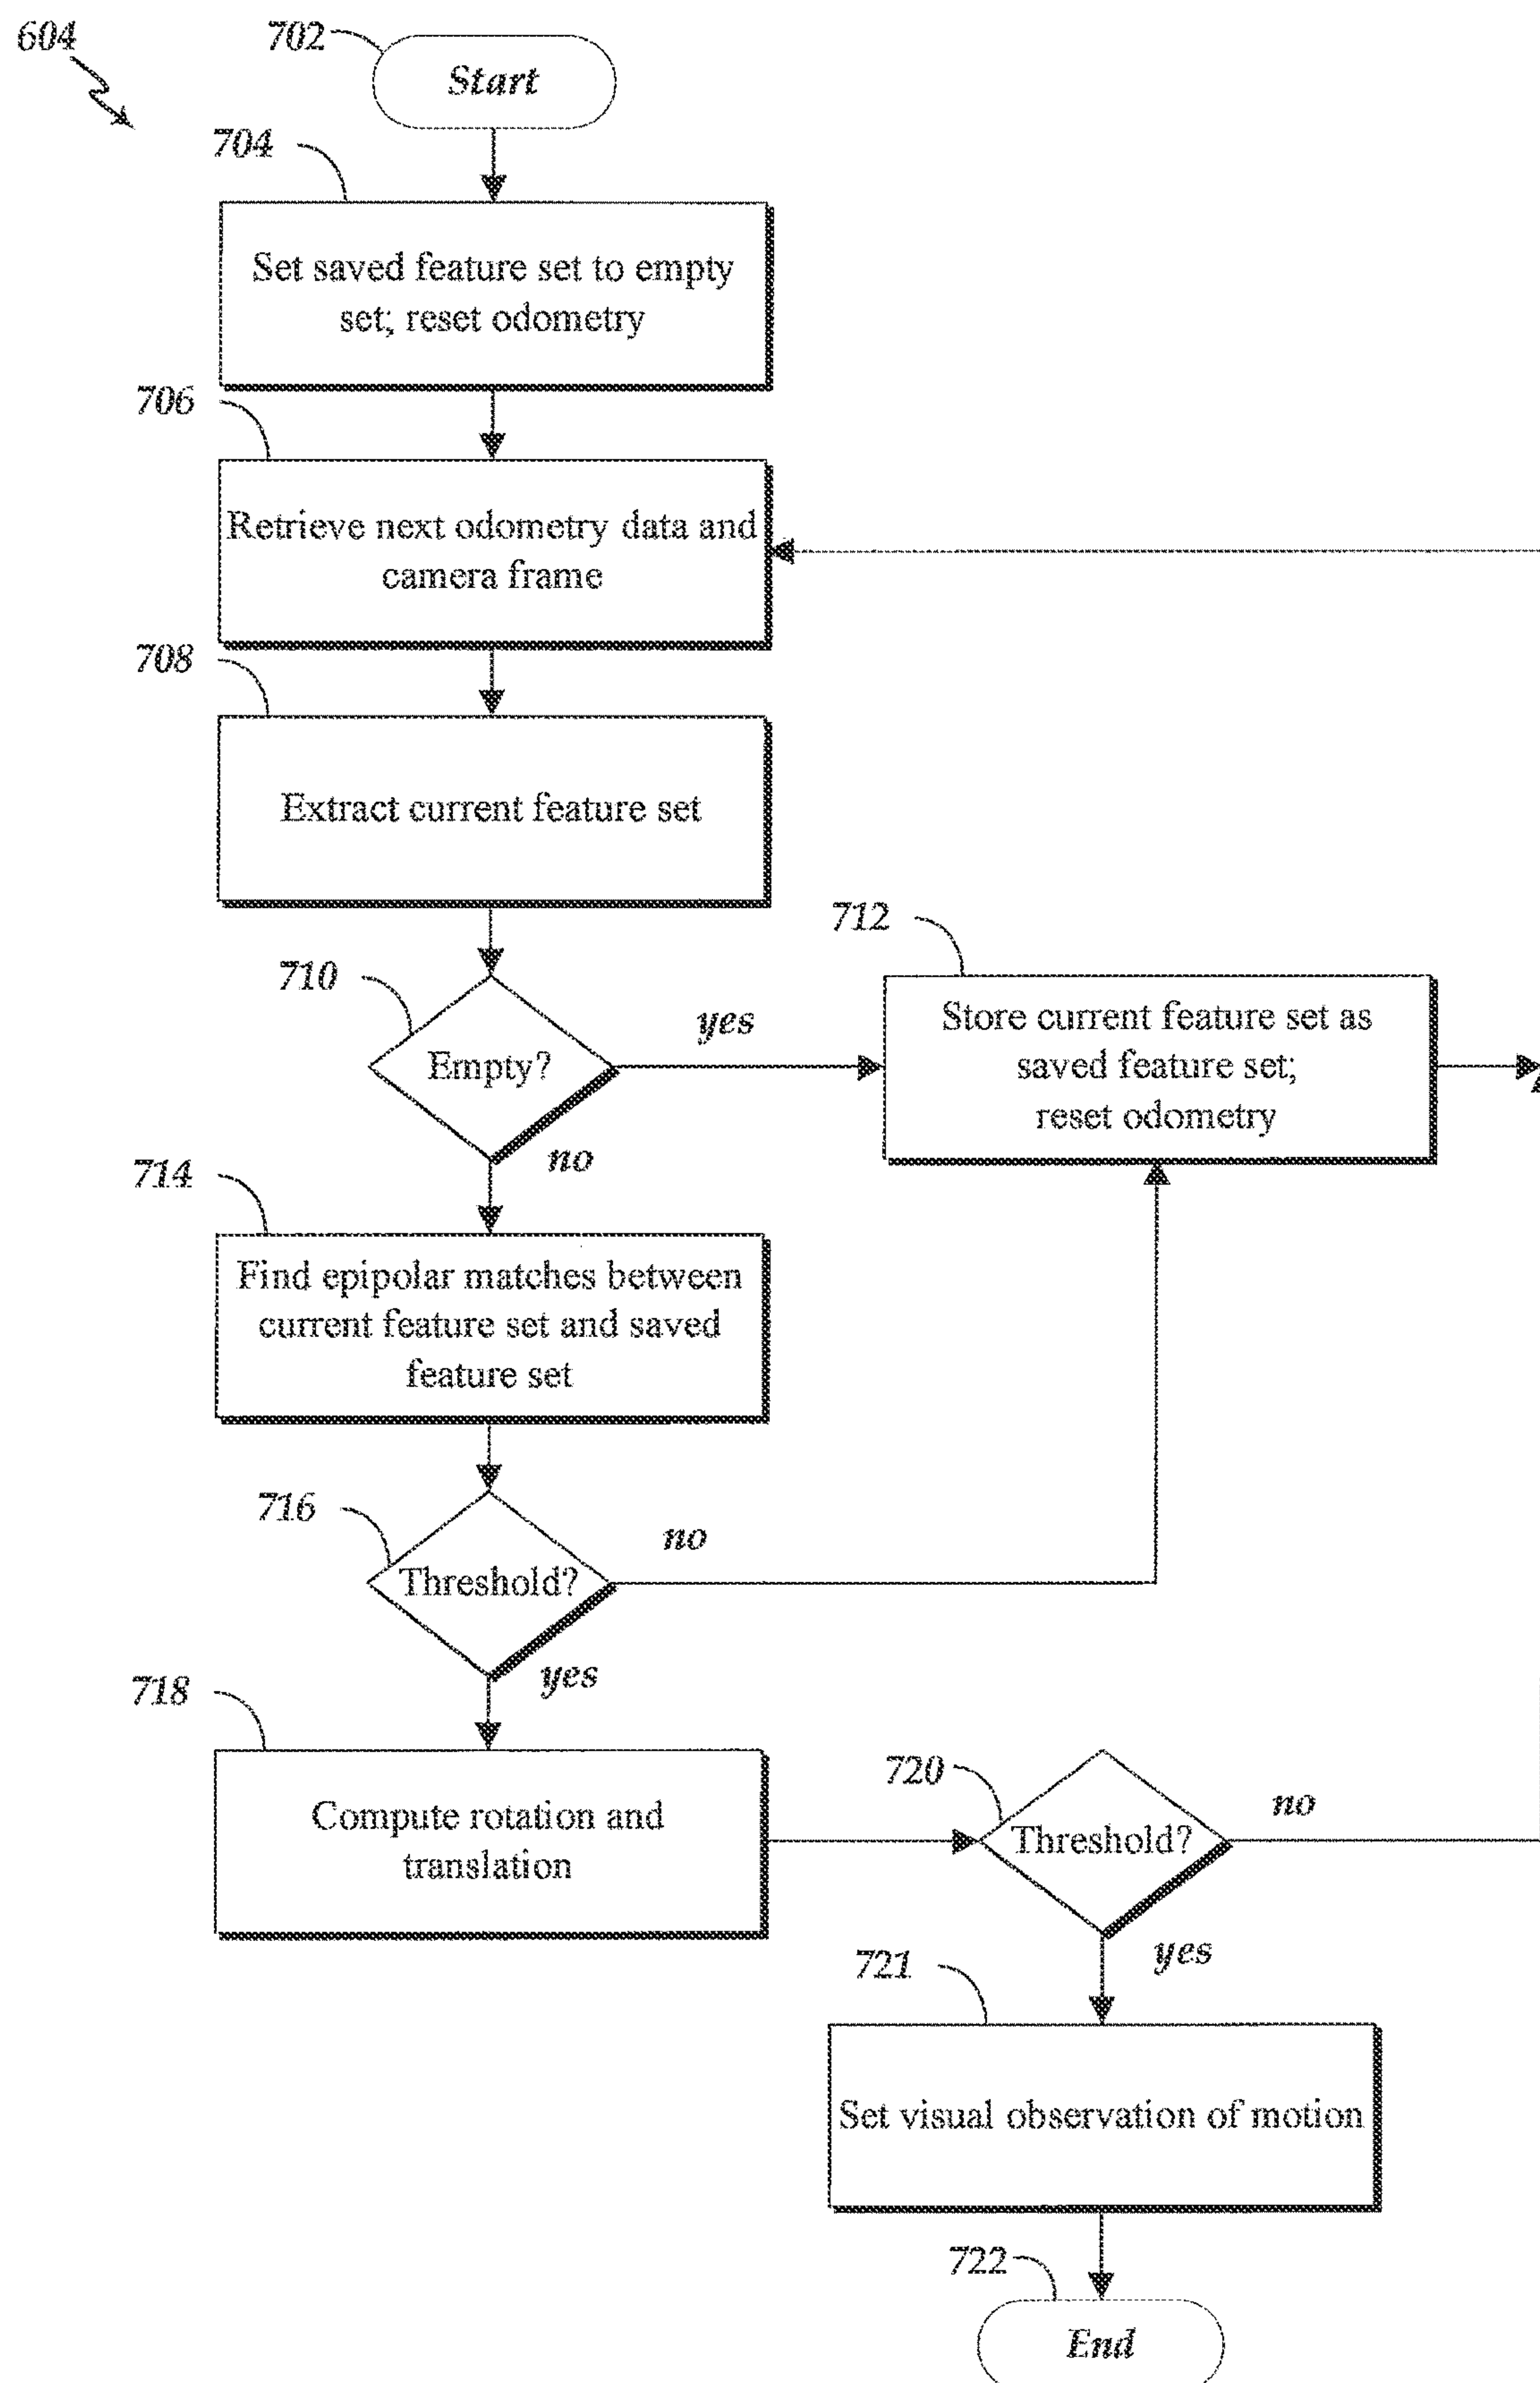 604
702
Start
704
Set saved feature set to empty
set; reset odometry
706
Retrieve next odometry data and
camera frame
708
Extract current feature set
710
Empty?
yes
no
712
Store current feature set as
saved feature set;
reset odometry
714
Find epipolar matches between
current feature set and saved
feature set
716
Threshold?
no
yes
718
Compute rotation and
translation
720
Threshold?
no
yes
721
Set visual observation of motion
722
End